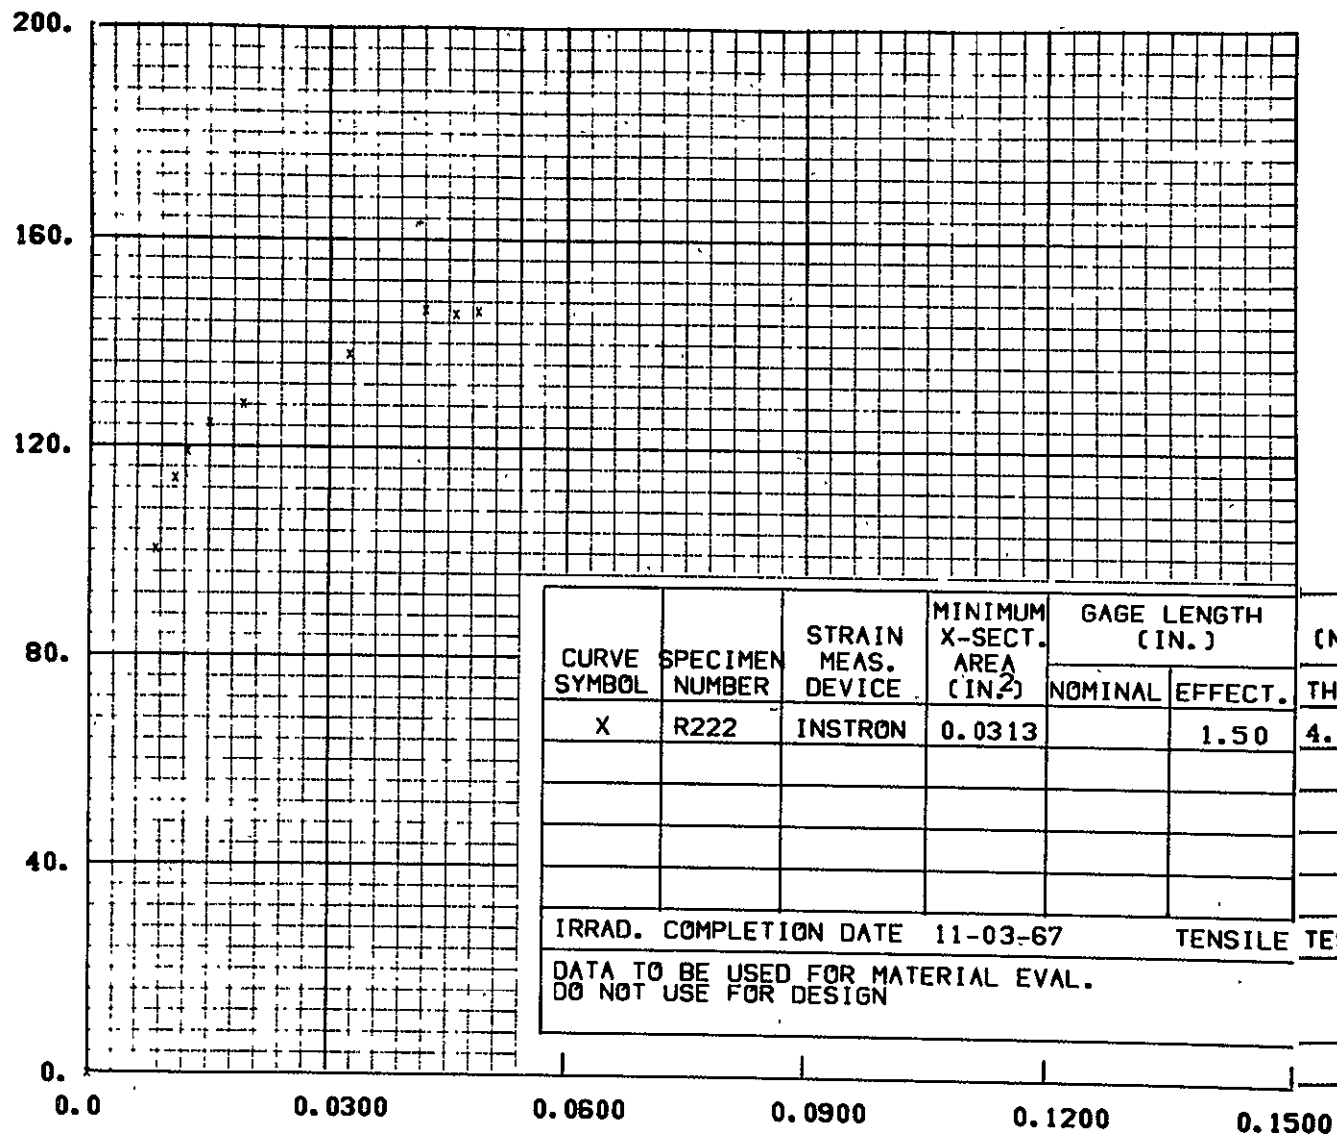 200.
160.
120.
80.
40.
0.
0.0 0.0300 0.0600 0.0900 0.1200 0.1500
CURVE SYMBOL
SPECIMEN NUMBER
STRAIN MEAS. DEVICE
MINIMUM X-SECT. AREA (IN.2)
GAGE LENGTH (IN.)
NOMINAL EFFECT.
(N
TH
X R222 INSTRON 0.0313 1.50 4.
IRRAD. COMPLETION DATE 11-03-67 TENSILE TES
DATA TO BE USED FOR MATERIAL EVAL.
DO NOT USE FOR DESIGN